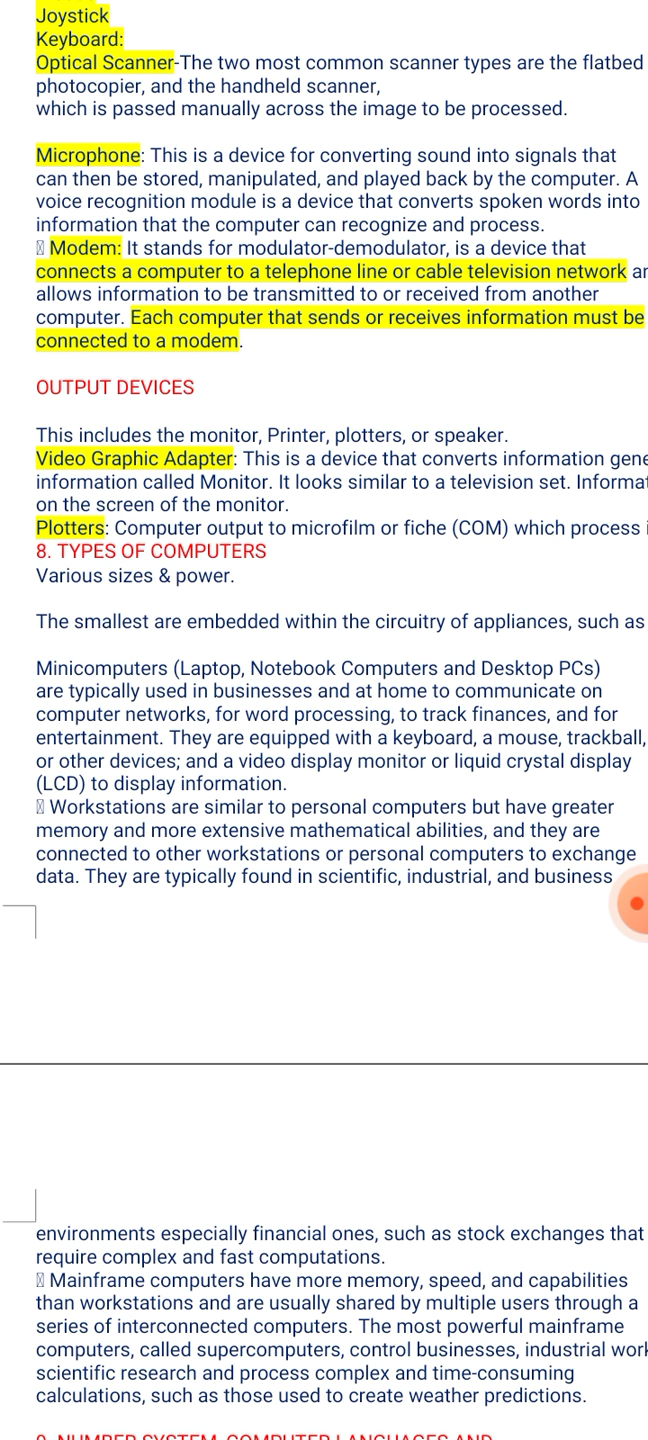 Joystick
Keyboard:
Optical Scanner-The two most common scanner types are the flatbed
photocopier, and the handheld scanner,
which is passed manually across the image to be processed.
Microphone: This is a device for converting sound into signals that
can then be stored, manipulated, and played back by the computer. A
voice recognition module is a device that converts spoken words into
information that the computer can recognize and process.
Modem: It stands for modulator-demodulator, is a device that
connects a computer to a telephone line or cable television network
allows information to be transmitted to or received from another
computer. Each computer that sends or receives information must be
connected to a modem.
OUTPUT DEVICES
This includes the monitor, Printer, plotters, or speaker.
Video Graphic Adapter: This is a device that converts information
information called Monitor. It looks similar to a television set.
on the screen of the monitor.
Plotters: Computer output to microfilm or fiche (COM) which process
8. TYPES OF COMPUTERS
Various sizes & power.
The smallest are embedded within the circuitry of appliances, such as
Minicomputers (Laptop, Notebook Computers and Desktop PCs)
are typically used in businesses and at home to communicate on
computer networks, for word processing, to track finances, and for
entertainment. They are equipped with a keyboard, a mouse, trackball,
or other devices; and a video display monitor or liquid crystal display
(LCD) to display information.
Workstations are similar to personal computers but have greater
memory and more extensive mathematical abilities, and they are
connected to other workstations or personal computers to exchange
data. They are typically found in scientific, industrial, and business
environments especially financial ones, such as stock exchanges that
require complex and fast computations.
Mainframe computers have more memory, speed, and capabilities
than workstations and are usually shared by multiple users through a
series of interconnected computers. The most powerful mainframe
computers, called supercomputers, control businesses, industrial
scientific research and process complex and time-consuming
calculations, such as those used to create weather predictions.
9. NUMBER SYSTEM, COMPUTER LANGUAGES AND